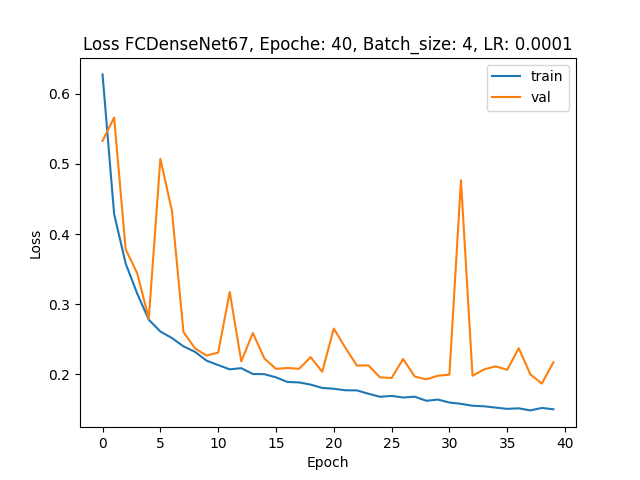 Loss FCDenseNet67, Epoche: 40, Batch_size: 4, LR: 0.0001
train
val
0.6
0.5
0.4
0.3
0.2
Loss
0 5 10 15 20 25 30 35 40
Epoch